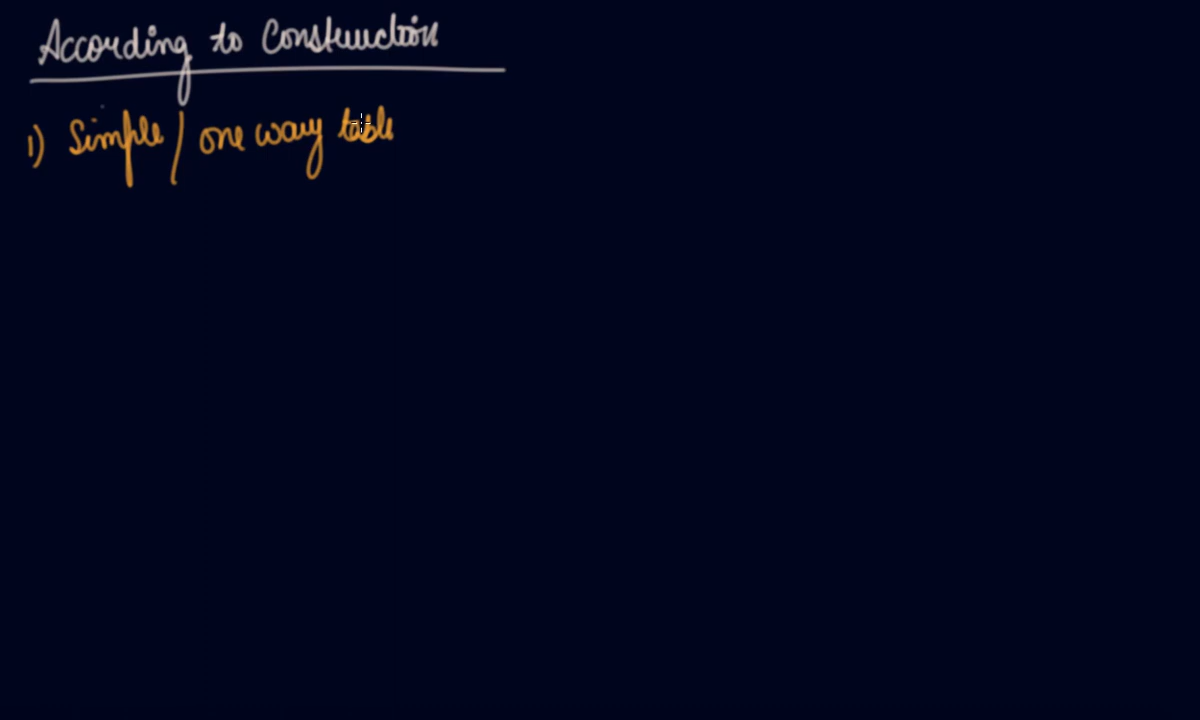 According to Construction
1) Simple / one way table